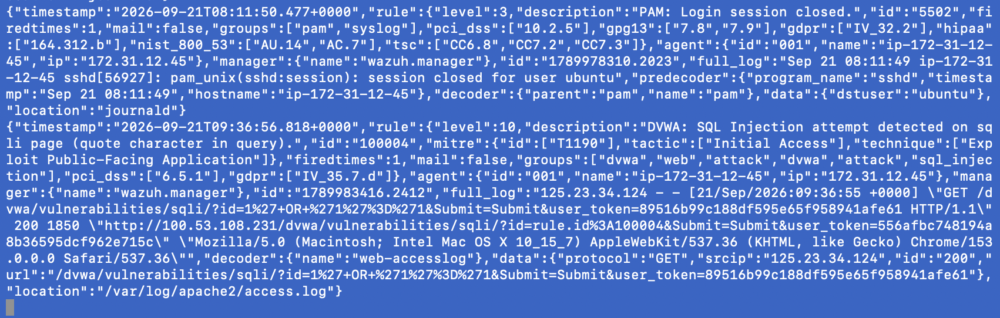 {"timestamp":"2026-09-21T08:11:50.477+0000","rule":{"level":3,"description":"PAM: Login session closed.","id":"5502","fi
redtimes":1,"mail":false,"groups":["pam","syslog"],"pci_dss":["10.2.5"],"gpg13":["7.8","7.9"],"gdpr":["IV_32.2"],"hipaa"
:["164.312.b"],"nist_800_53":["AU.14","AC.7"],"tsc":["CC6.8","CC7.2","CC7.3"]},"agent":{"id":"001","name":"ip-172-31-12-
45","ip":"172.31.12.45"},"manager":{"name":"wazuh.manager"},"id":"1789978310.2023","full_log":"Sep 21 08:11:49 ip-172-31
-12-45 sshd[56927]: pam_unix(sshd:session): session closed for user ubuntu","predecoder":{"program_name":"sshd","timesta
mp":"Sep 21 08:11:49","hostname":"ip-172-31-12-45"},"decoder":{"parent":"pam","name":"pam"},"data":{"dstuser":"ubuntu"},
"location":"journald"}
{"timestamp":"2026-09-21T09:36:56.818+0000","rule":{"level":10,"description":"DVWA: SQL Injection attempt detected on sq
li page (quote character in query).","id":"100004","mitre":{"id":["T1190"],"tactic":["Initial Access"],"technique":["Exp
loit Public-Facing Application"]},"firedtimes":1,"mail":false,"groups":["dvwa","web","attack","dvwa","attack","sql_injec
tion"],"pci_dss":["6.5.1"],"gdpr":["IV_35.7.d"]},"agent":{"id":"001","name":"ip-172-31-12-45","ip":"172.31.12.45"},"mana
ger":{"name":"wazuh.manager"},"id":"1789983416.2412","full_log":"125.23.34.124 - - [21/Sep/2026:09:36:55 +0000] \"GET /d
vwa/vulnerabilities/sqli/?id=1%27+OR+%271%27%3D%271&Submit=Submit&user_token=89516b99c188df595e65f958941afe61 HTTP/1.1\"
 200 1850 \"http://100.53.108.231/dvwa/vulnerabilities/sqli/?id=rule.id%3A100004&Submit=Submit&user_token=556afbc748194a
8b36595dcf962e715c\" \"Mozilla/5.0 (Macintosh; Intel Mac OS X 10_15_7) AppleWebKit/537.36 (KHTML, like Gecko) Chrome/153
.0.0.0 Safari/537.36\"","decoder":{"name":"web-accesslog"},"data":{"protocol":"GET","srcip":"125.23.34.124","id":"200","
url":"/dvwa/vulnerabilities/sqli/?id=1%27+OR+%271%27%3D%271&Submit=Submit&user_token=89516b99c188df595e65f958941afe61"},
"location":"/var/log/apache2/access.log"}